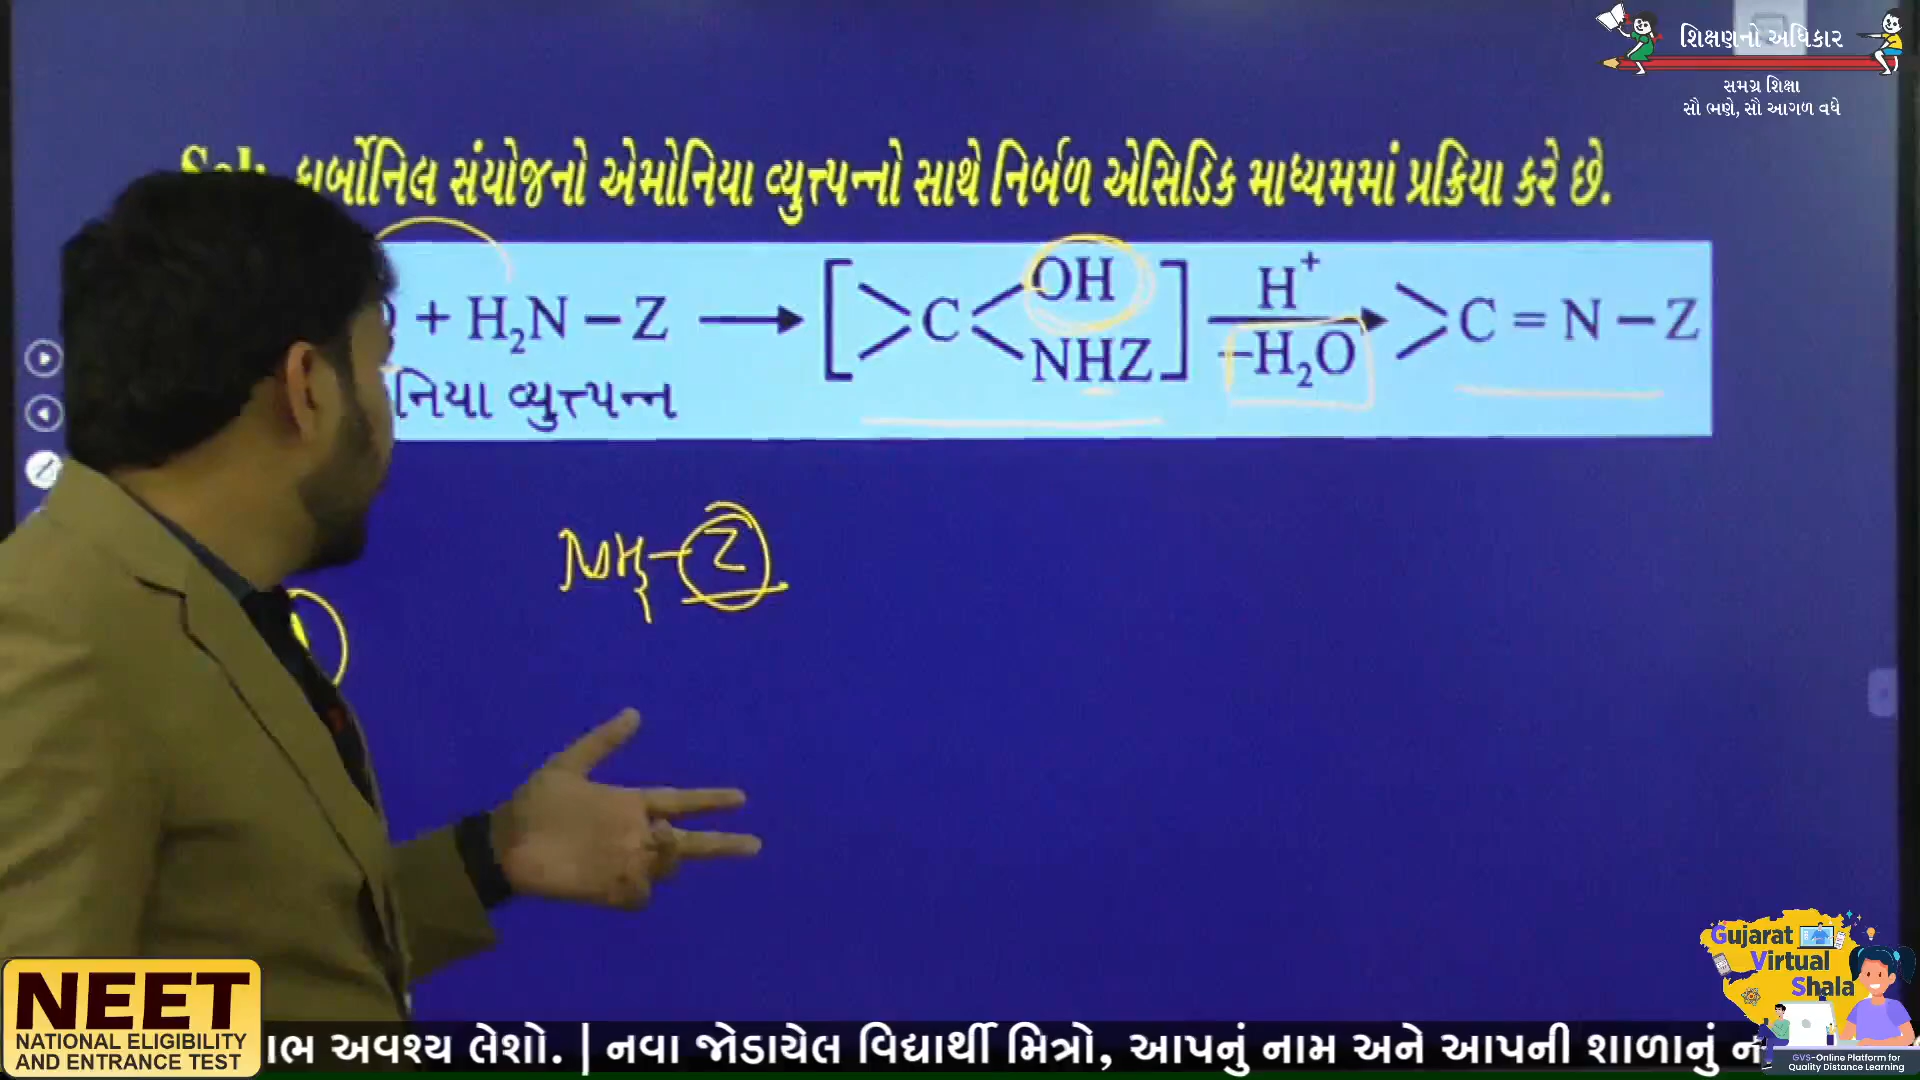 શિક્ષણનો અધિકાર
સમગ્ર શિક્ષા
સૌ ભણે, સૌ આગળ વધે
કાર્બોનિલ સંયોજનો એમોનિયા વ્યુત્ત્પન્નો સાથે નિર્બળ એસિડિક માધ્યમમાં પ્રક્રિયા કરે છે.
+ H₂N – Z → [ >C OH NHZ ] H⁺ –H₂O → >C = N – Z
નિયા વ્યુત્ત્પન્ન
NH₂–Z
NEET
NATIONAL ELIGIBILITY
AND ENTRANCE TEST
ાભ અવશ્ય લેશો. | નવા જોડાયેલ વિદ્યાર્થી મિત્રો, આપનું નામ અને આપની શાળાનું
Gujarat
Virtual
Shala
GVS-Online Platform for
Quality Distance Learning